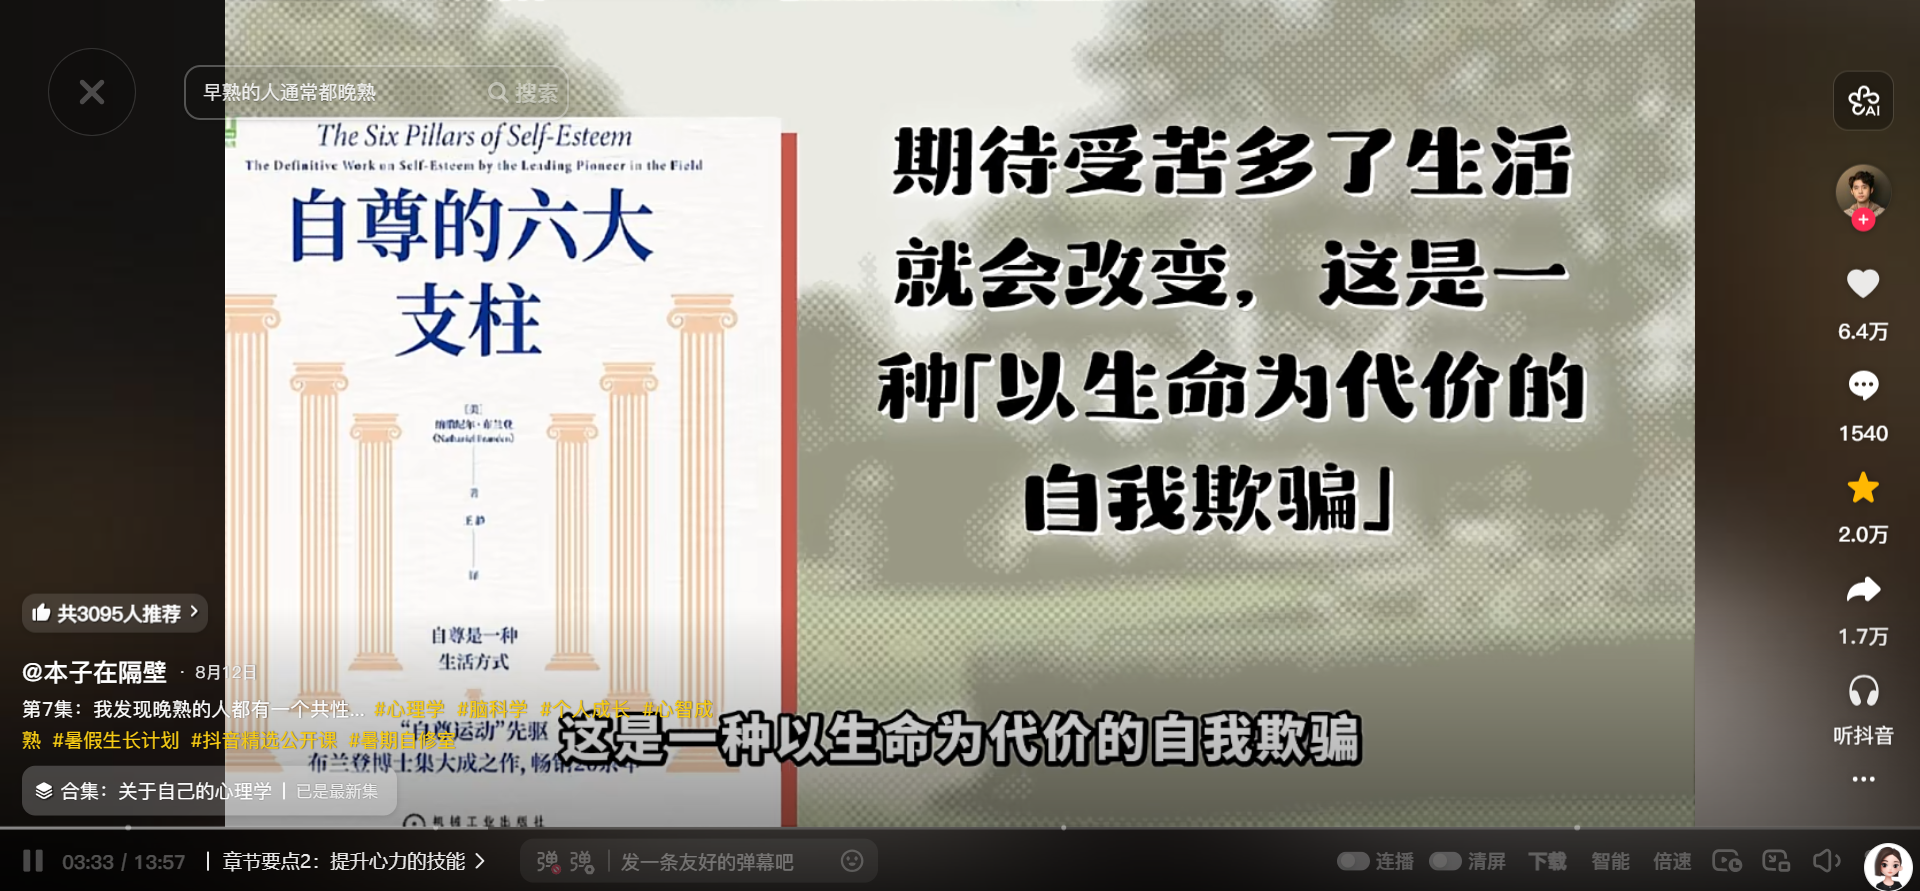 早熟的人通常都晚熟
搜索
The Six Pillars of Self-Esteem
The Definitive Work on Self-Esteem by the Leading Pioneer in the Field
自尊的六大
支柱
[美]
纳撒尼尔·布兰登
(Nathaniel Branden)
著
王静
译
自尊是一种
生活方式
“自尊运动”先驱
布兰登博士集大成之作，畅销20余年
机械工业出版社
期待受苦多了生活
就会改变，这是一
种「以生命为代价的
自我欺骗」
这是一种以生命为代价的自我欺骗
AI
6.4万
1540
2.0万
1.7万
听抖音
共3095人推荐
@本子在隔壁 · 8月12日
第7集：我发现晚熟的人都有一个共性... #心理学 #脑科学 #个人成长 #心智成
熟 #暑假生长计划 #抖音精选公开课 #暑期自修室
合集：关于自己的心理学 | 已是最新集
03:33 / 13:57 | 章节要点2：提升心力的技能
弹 弹 | 发一条友好的弹幕吧
连播 清屏 下载 智能 倍速